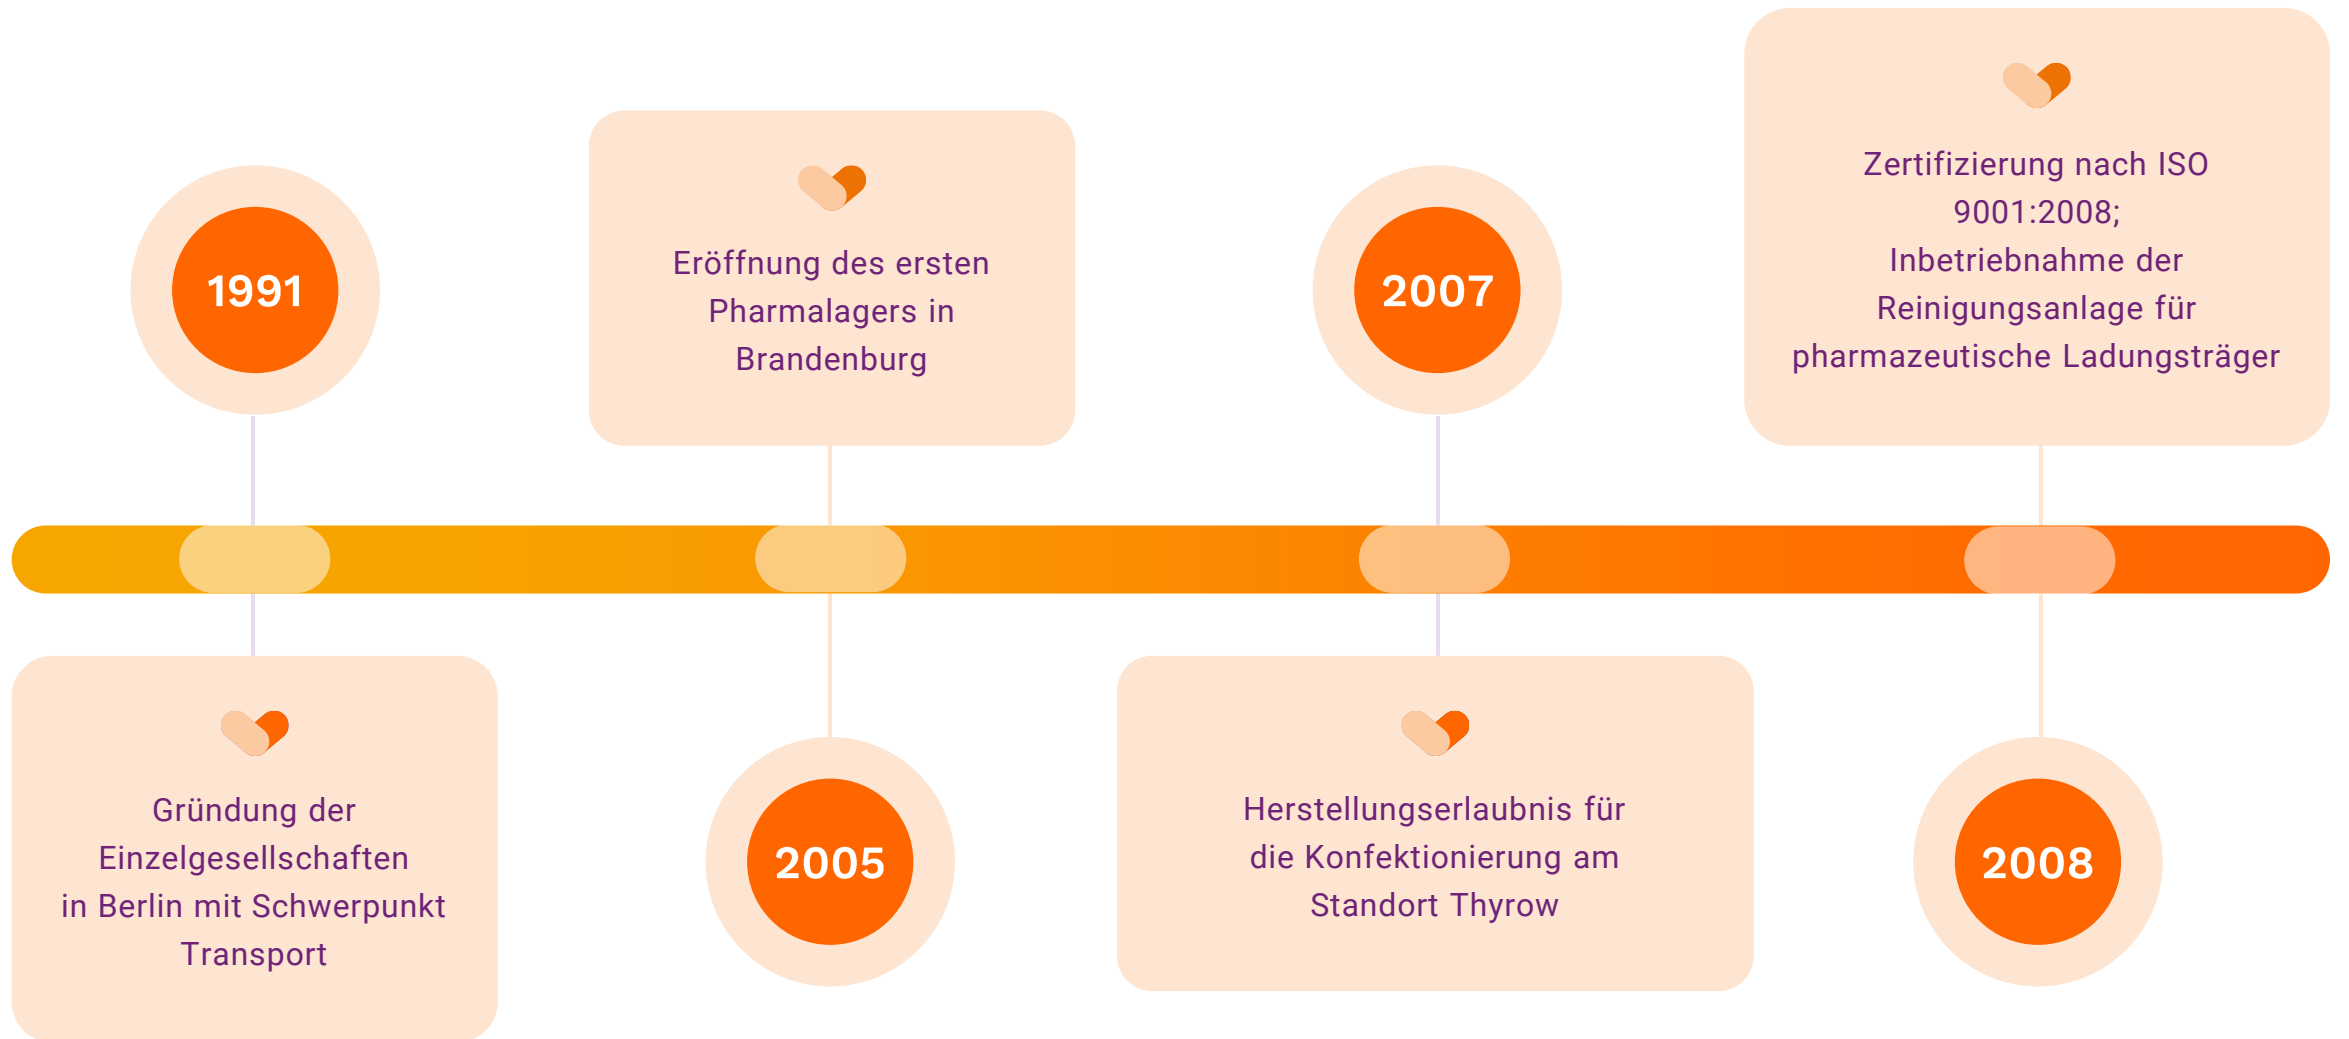 1991
Gründung der
Einzelgesellschaften
in Berlin mit Schwerpunkt
Transport
Eröffnung des ersten
Pharmalagers in
Brandenburg
2005
2007
Herstellungserlaubnis für
die Konfektionierung am
Standort Thyrow
Zertifizierung nach ISO
9001:2008;
Inbetriebnahme der
Reinigungsanlage für
pharmazeutische Ladungsträger
2008